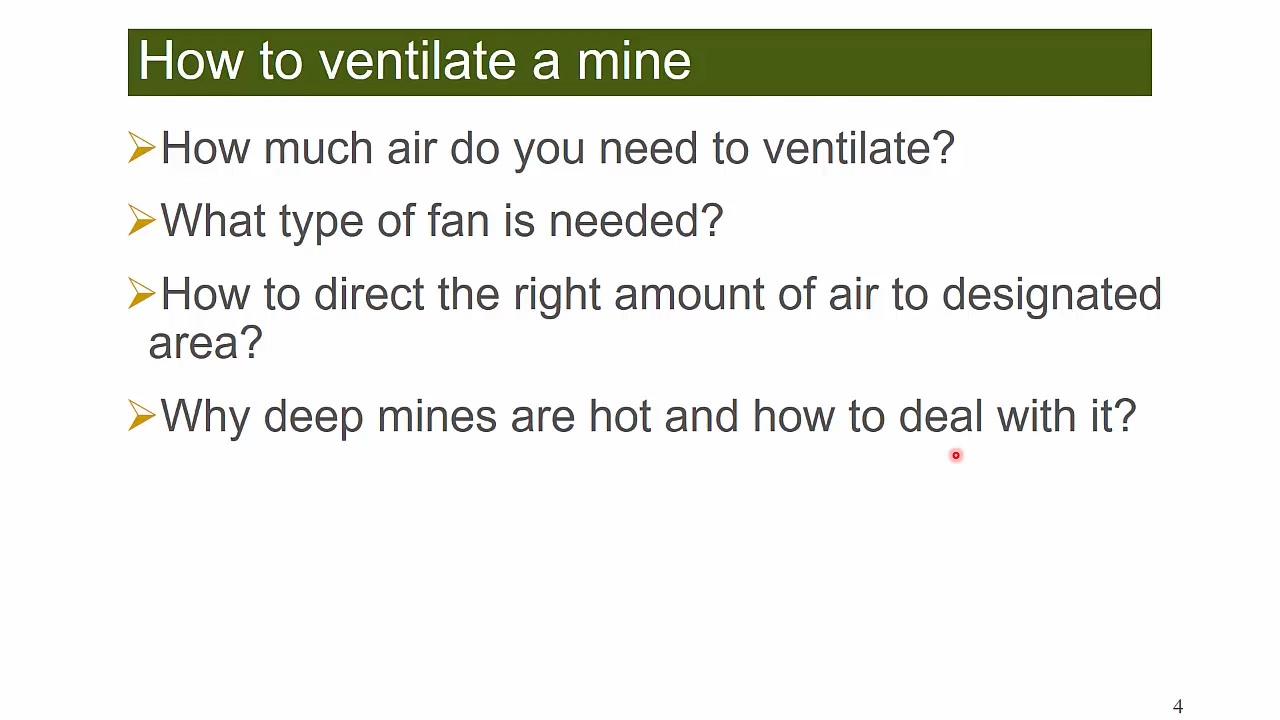 How to ventilate a mine
How much air do you need to ventilate?
What type of fan is needed?
How to direct the right amount of air to designated
area?
Why deep mines are hot and how to deal with it?
4